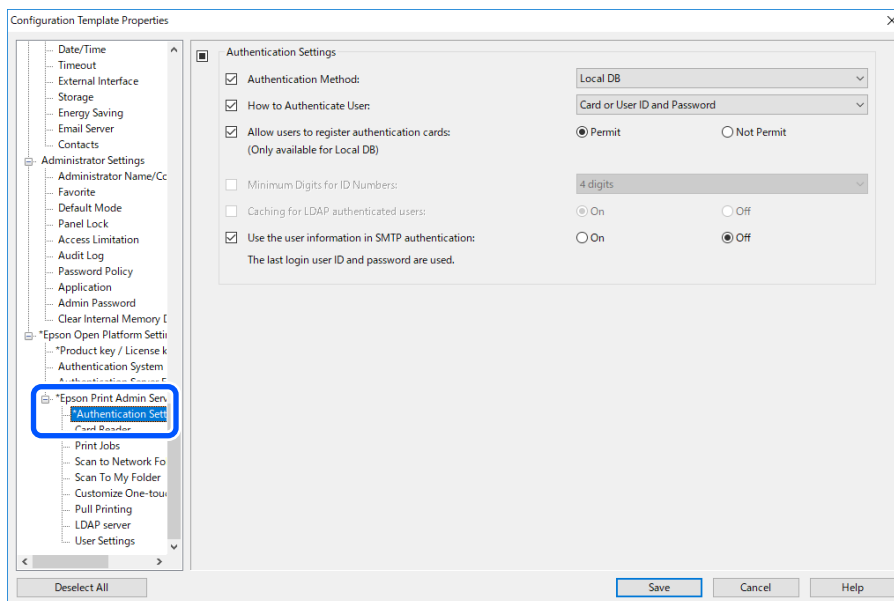 Configuration Template Properties
Date/Time
Timeout
External Interface
Storage
Energy Saving
Email Server
Contacts
Administrator Settings
Administrator Name/Co
Favorite
Default Mode
Panel Lock
Access Limitation
Audit Log
Password Policy
Application
Admin Password
Clear Internal Memory D
*Epson Open Platform Settin
*Product key / License k
Authentication System
Authentication Server
*Epson Print Admin Serv
*Authentication Sett
Card Reader
Print Jobs
Scan to Network Fo
Scan To My Folder
Customize One-tou
Pull Printing
LDAP server
User Settings
Authentication Settings
Authentication Method: Local DB
How to Authenticate User: Card or User ID and Password
Allow users to register authentication cards: Permit Not Permit
(Only available for Local DB)
Minimum Digits for ID Numbers: 4 digits
Caching for LDAP authenticated users: On Off
Use the user information in SMTP authentication: On Off
The last login user ID and password are used.
Deselect All Save Cancel Help